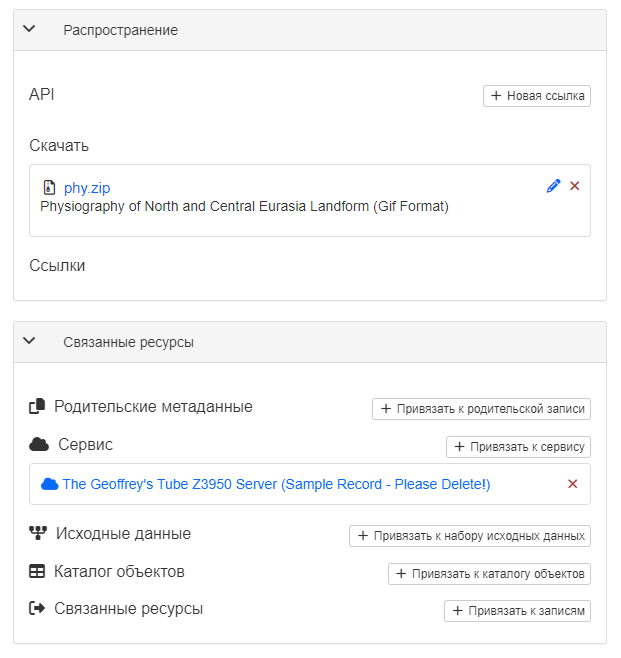 Распространение
API
+ Новая ссылка
Скачать
phy.zip
Physiography of North and Central Eurasia Landform (Gif Format)
Ссылки
Связанные ресурсы
Родительские метаданные
+ Привязать к родительской записи
Сервис
+ Привязать к сервису
The Geoffrey's Tube Z3950 Server (Sample Record - Please Delete!)
Исходные данные
+ Привязать к набору исходных данных
Каталог объектов
+ Привязать к каталогу объектов
Связанные ресурсы
+ Привязать к записям